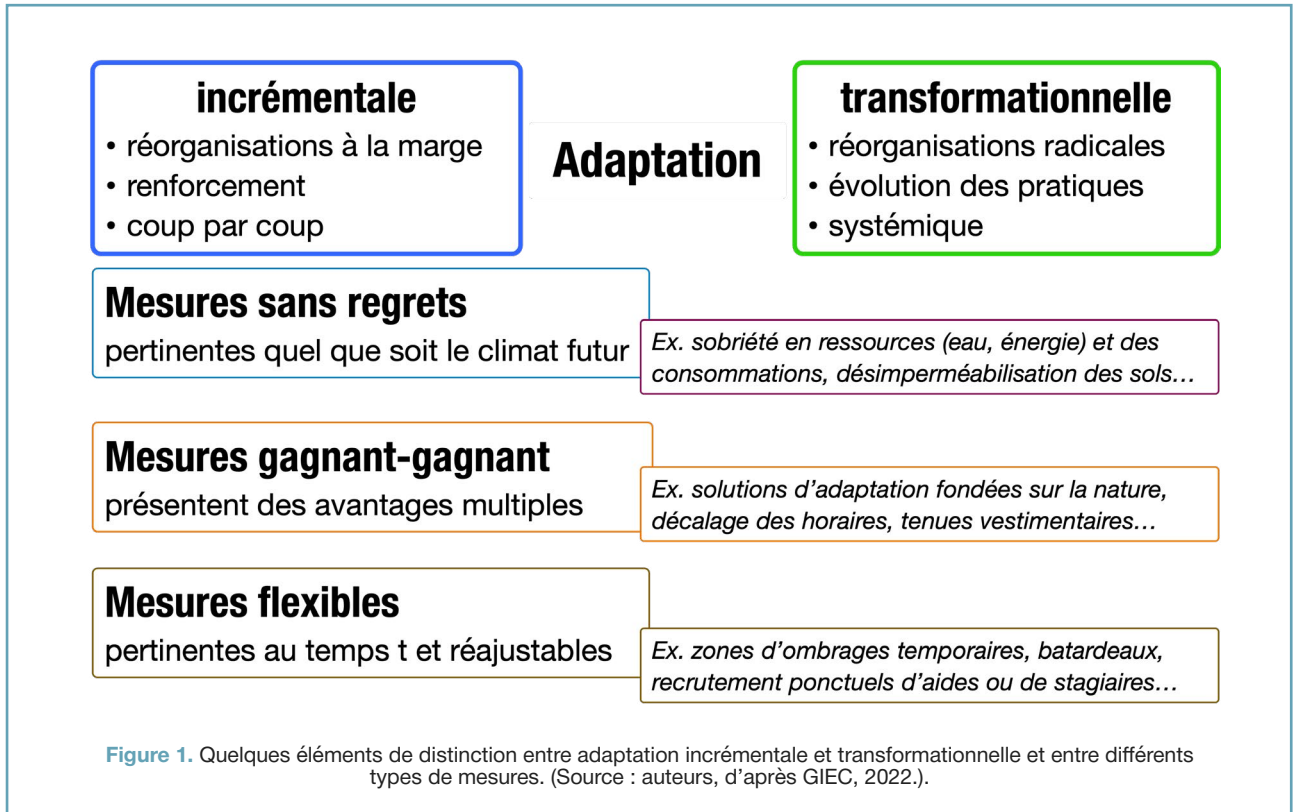 incrémentale
• réorganisations à la marge
• renforcement
• coup par coup
Adaptation
transformationnelle
• réorganisations radicales
• évolution des pratiques
• systémique
Mesures sans regrets
pertinentes quel que soit le climat futur
Ex. sobriété en ressources (eau, énergie) et des
consommations, désimperméabilisation des sols…
Mesures gagnant-gagnant
présentent des avantages multiples
Ex. solutions d’adaptation fondées sur la nature,
décalage des horaires, tenues vestimentaires…
Mesures flexibles
pertinentes au temps t et réajustables
Ex. zones d’ombrages temporaires, batardeaux,
recrutement ponctuels d’aides ou de stagiaires…
Figure 1. Quelques éléments de distinction entre adaptation incrémentale et transformationnelle et entre différents
types de mesures. (Source : auteurs, d’après GIEC, 2022.).